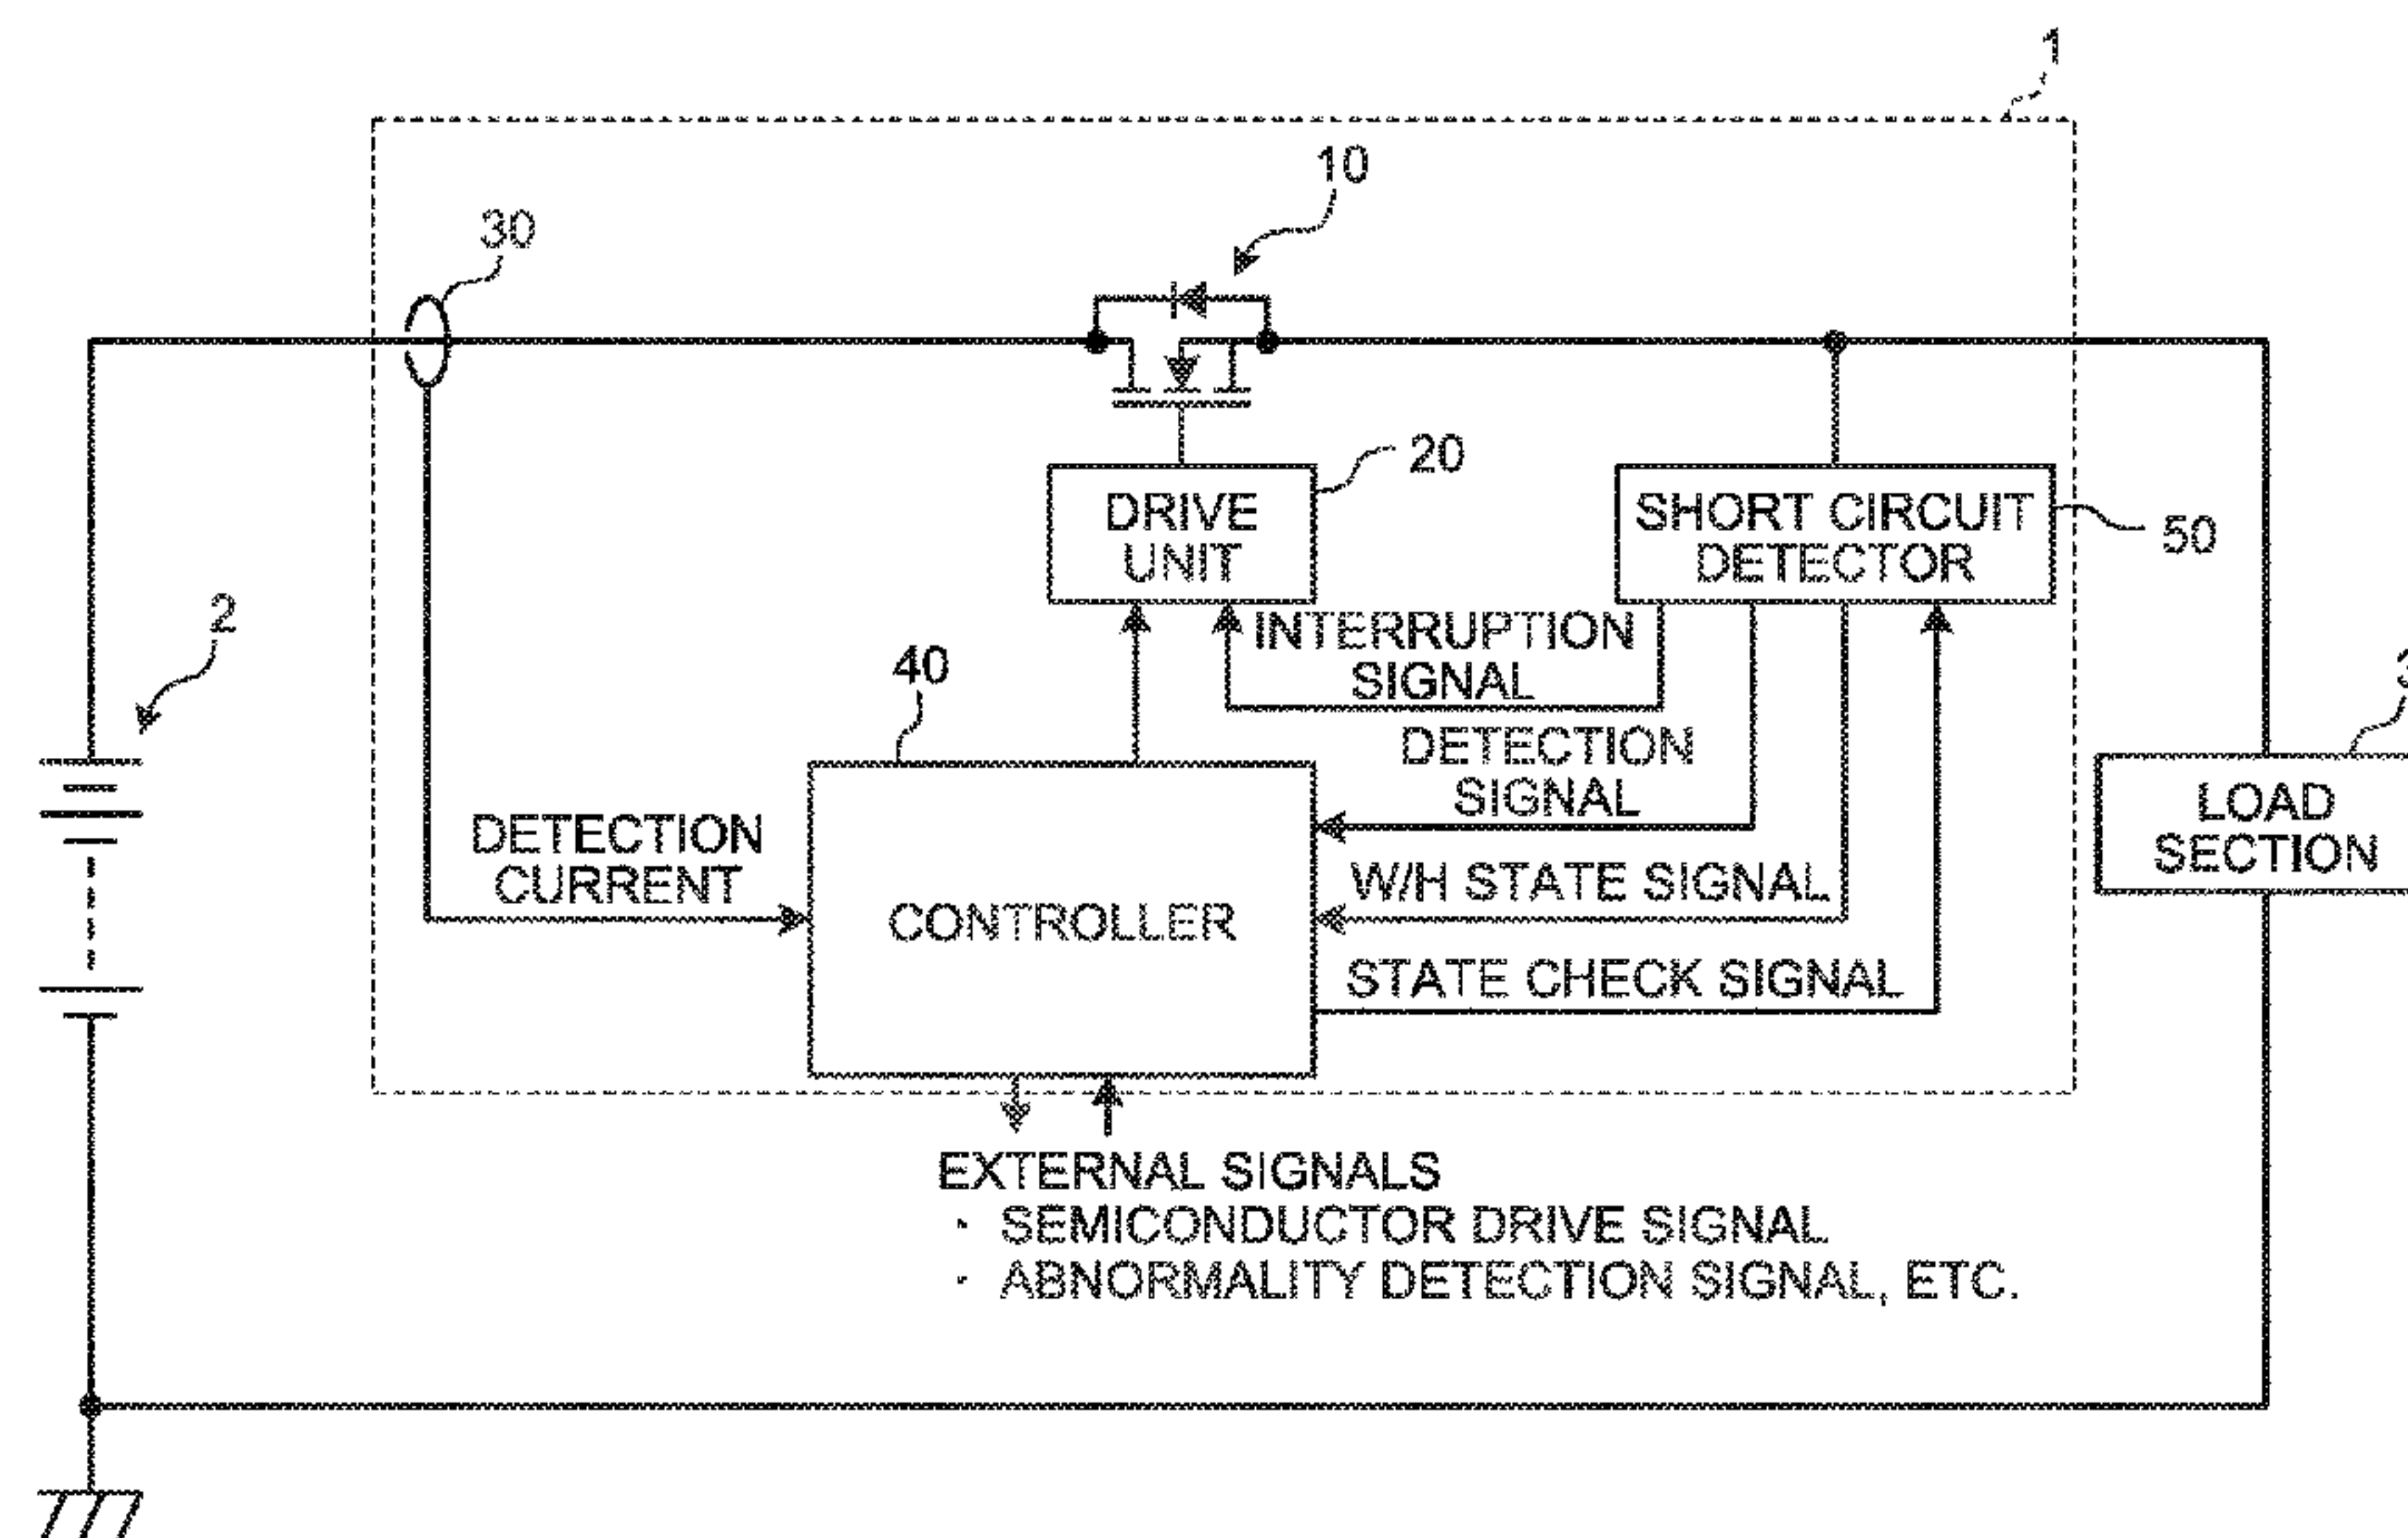 1
10
30
20
DRIVE
UNIT
SHORT CIRCUIT
DETECTOR
50
2
INTERRUPTION
SIGNAL
40
DETECTION
SIGNAL
LOAD
SECTION
DETECTION
CURRENT
W/H STATE SIGNAL
CONTROLLER
STATE CHECK SIGNAL
EXTERNAL SIGNALS
· SEMICONDUCTOR DRIVE SIGNAL
· ABNORMALITY DETECTION SIGNAL, ETC.